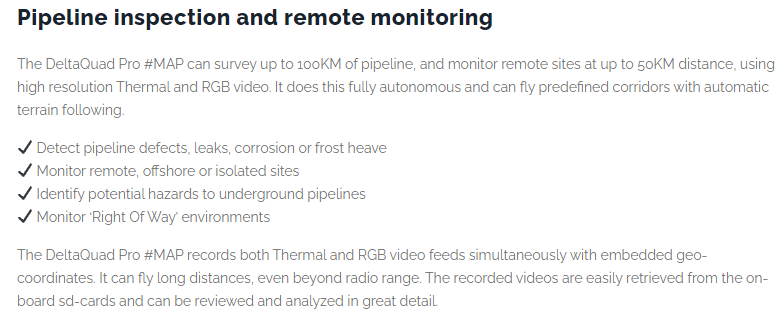 Pipeline inspection and remote monitoring
The DeltaQuad Pro #MAP can survey up to 100KM of pipeline, and monitor remote sites at up to 50KM distance, using
high resolution Thermal and RGB video. It does this fully autonomous and can fly predefined corridors with automatic
terrain following.
✓ Detect pipeline defects, leaks, corrosion or frost heave
✓ Monitor remote, offshore or isolated sites
✓ Identify potential hazards to underground pipelines
✓ Monitor 'Right Of Way' environments
The DeltaQuad Pro #MAP records both Thermal and RGB video feeds simultaneously with embedded geo-
coordinates. It can fly long distances, even beyond radio range. The recorded videos are easily retrieved from the on-
board sd-cards and can be reviewed and analyzed in great detail.